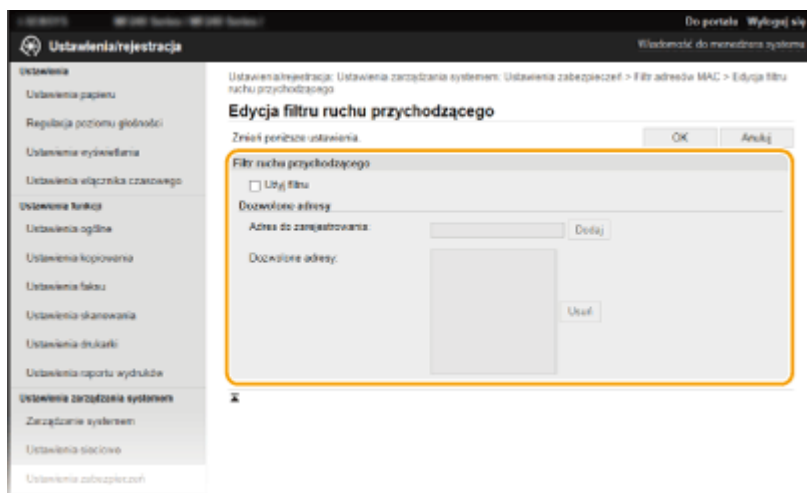 Do portalu Wyloguj się
Ustawienia/rejestracja
Wiadomość do menedżera systemu
Ustawienia
Ustawienia papieru
Regulacja poziomu głośności
Ustawienia wyświetlania
Ustawienia włącznika czasowego
Ustawienia funkcji
Ustawienia ogólne
Ustawienia kopiowania
Ustawienia faksu
Ustawienia skanowania
Ustawienia drukarki
Ustawienia raportu wydruków
Ustawienia zarządzania systemem
Zarządzanie systemem
Ustawienia sieciowe
Ustawienia zabezpieczeń
Ustawienia/rejestracja: Ustawienia zarządzania systemem: Ustawienia zabezpieczeń > Filtr adresów MAC > Edycja filtru
ruchu przychodzącego
Edycja filtru ruchu przychodzącego
Zmień poniższe ustawienia.
OK
Anuluj
Filtr ruchu przychodzącego
Użyj filtru
Dozwolone adresy
Adres do zarejestrowania:
Dodaj
Dozwolone adresy:
Usuń